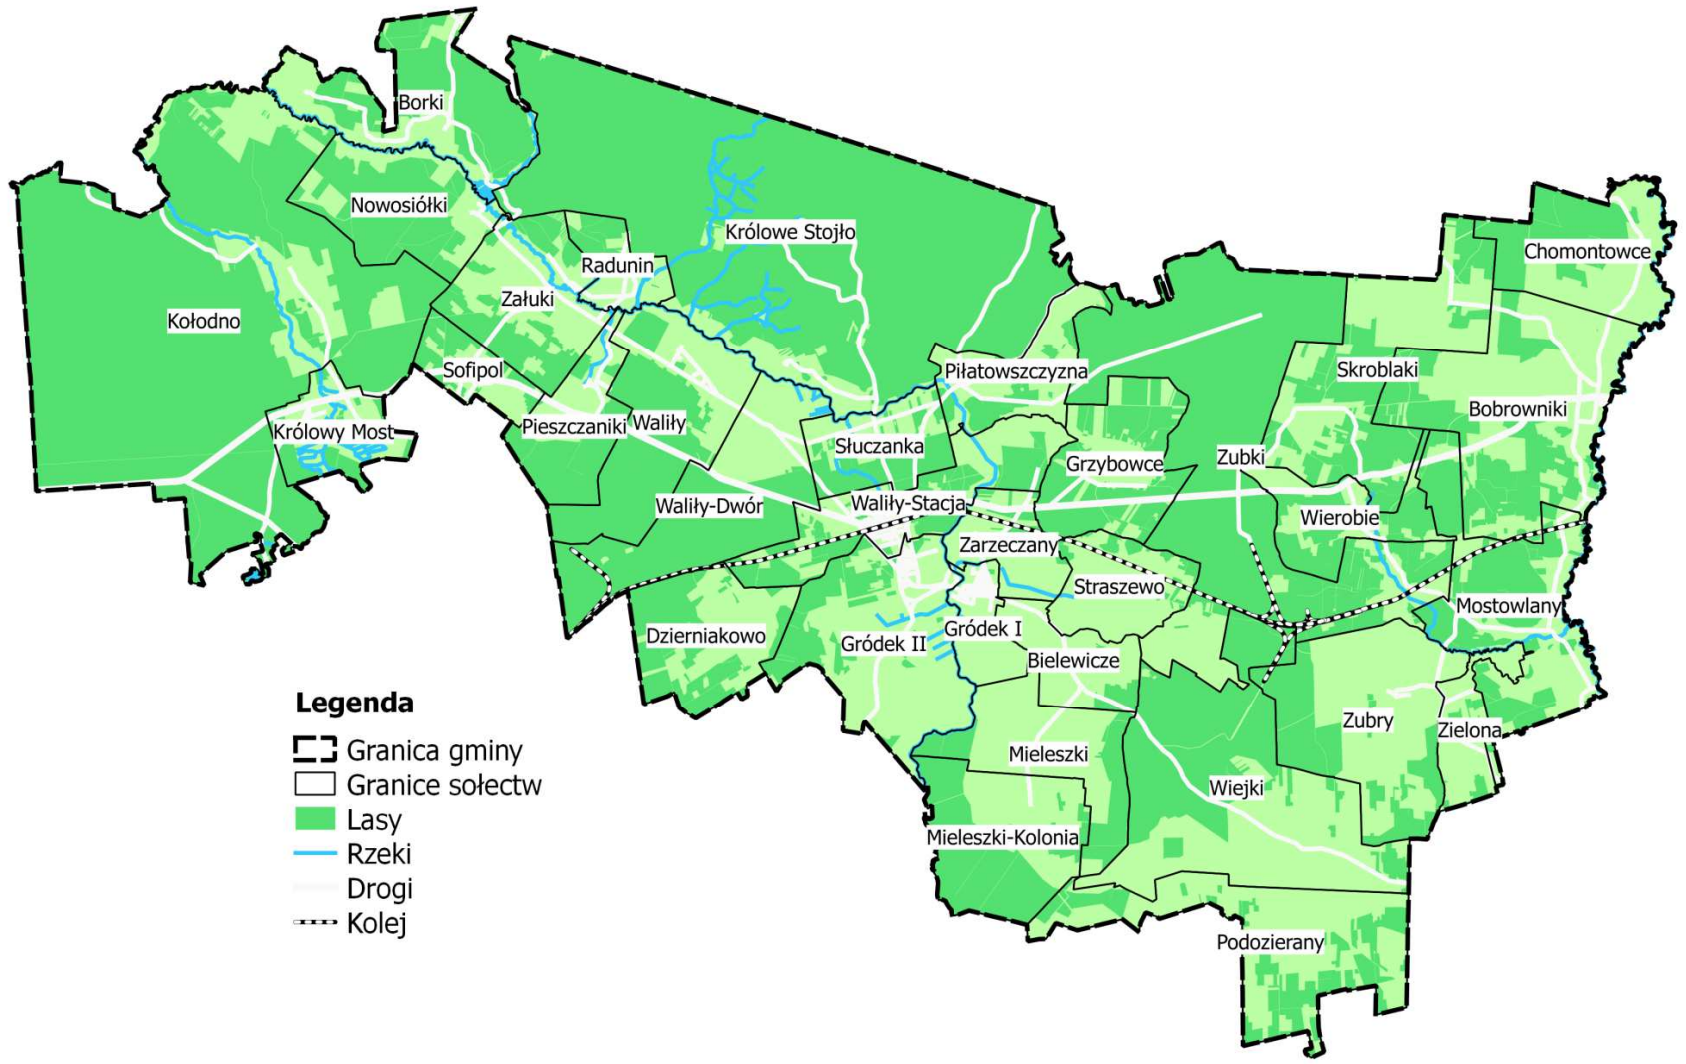 Borki
Nowosiółki
Królowe Stojło
Chomontowce
Radunin
Załuki
Kołodno
Sofipol
Piłatowszczyzna
Skroblaki
Bobrowniki
Królowy Most
Pieszczaniki
Waliły
Słuczanka
Grzybowce
Zubki
Waliły-Dwór
Waliły-Stacja
Wierobie
Zarzeczany
Straszewo
Mostowlany
Dzierniakowo
Gródek II
Gródek I
Bielewicze
Zubry
Zielona
Mieleszki
Wiejki
Mieleszki-Kolonia
Podozierany
Legenda
Granica gminy
Granice sołectw
Lasy
Rzeki
Drogi
Kolej